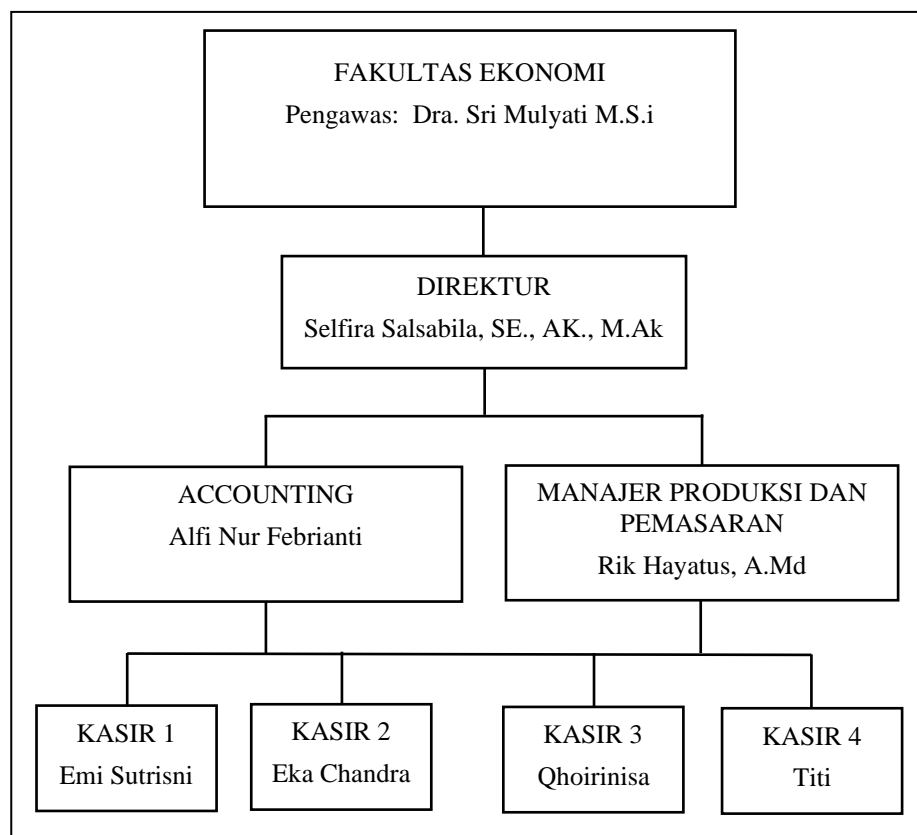 FAKULTAS EKONOMI
Pengawas:  Dra. Sri Mulyati M.S.i
DIREKTUR
Selfira Salsabila, SE., AK., M.Ak
ACCOUNTING
Alfi Nur Febrianti
MANAJER PRODUKSI DAN
PEMASARAN
Rik Hayatus, A.Md
KASIR 1
Emi Sutrisni
KASIR 2
Eka Chandra
KASIR 3
Qhoirinisa
KASIR 4
Titi